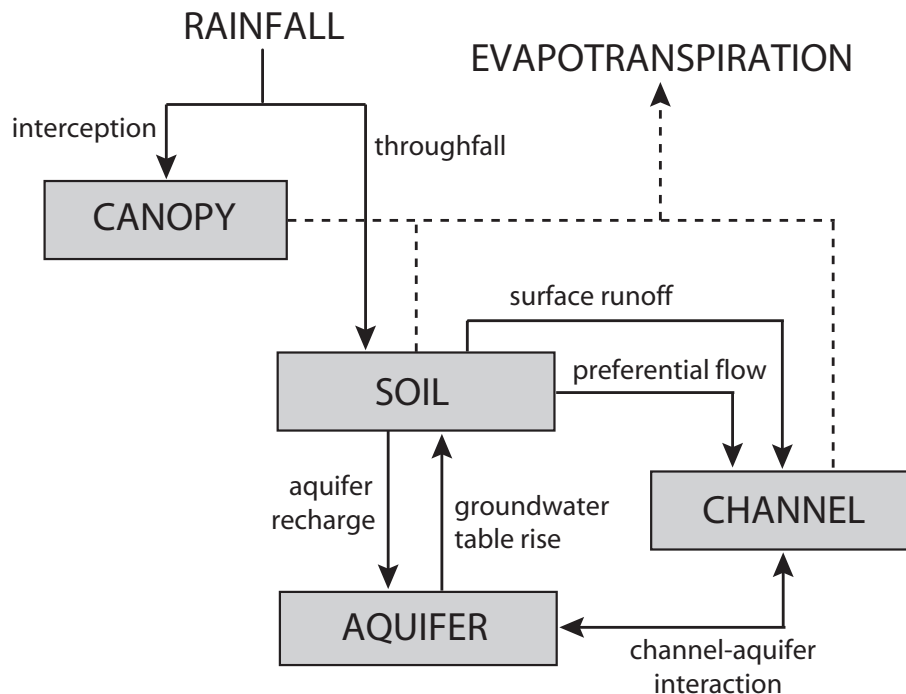 RAINFALL
EVAPOTRANSPIRATION
interception
throughfall
CANOPY
surface runoff
preferential flow
SOIL
aquifer
recharge
groundwater
table rise
CHANNEL
AQUIFER
channel-aquifer
interaction